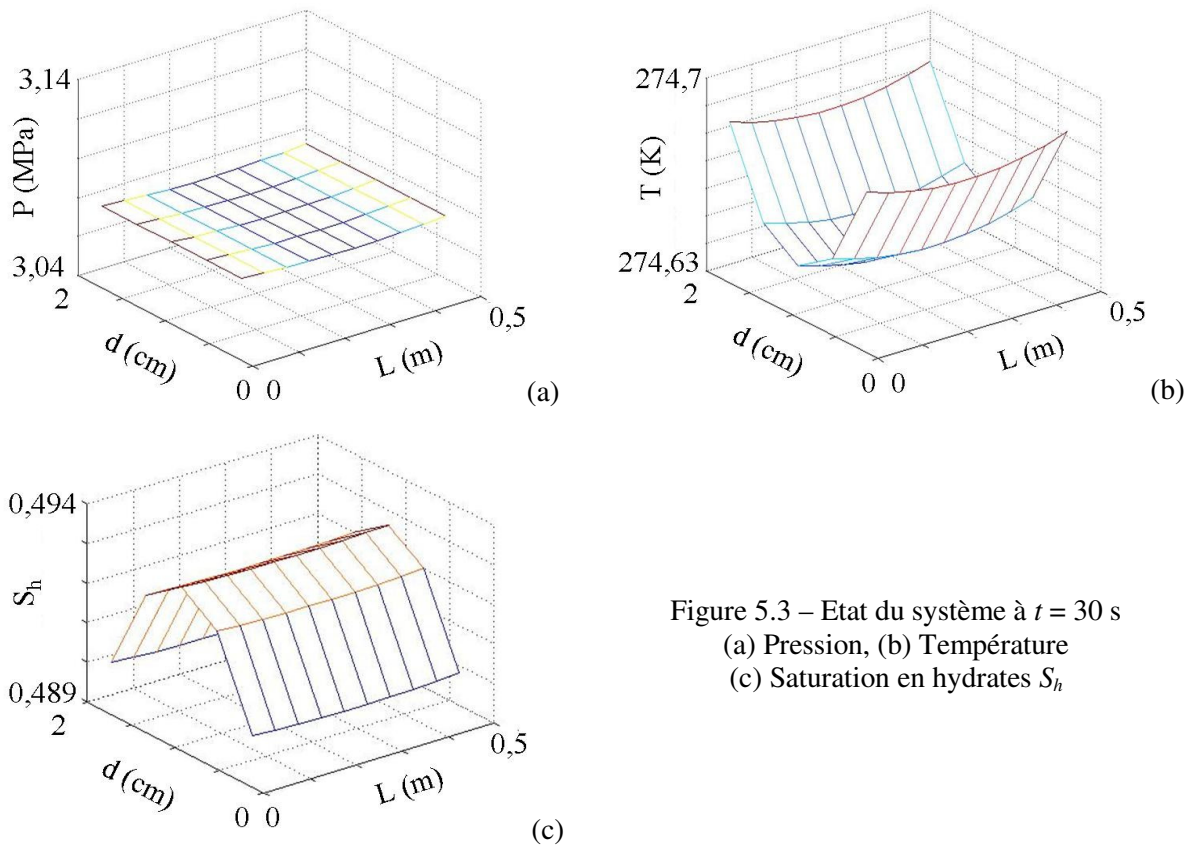 3,14
P (MPa)
3,04
2
d (cm)
0 0
L (m)
0,5
(a)
274,7
T (K)
274,63
2
d (cm)
0 0
L (m)
0,5
(b)
0,494
Sh
0,489
2
d (cm)
0 0
L (m)
0,5
(c)
Figure 5.3 – Etat du système à t = 30 s
(a) Pression, (b) Température
(c) Saturation en hydrates Sh